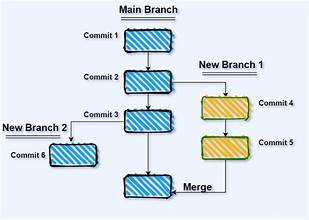 Main Branch
Commit 1
Commit 2
New Branch 1
Commit 3
Commit 4
New Branch 2
Commit 5
Commit 6
Merge